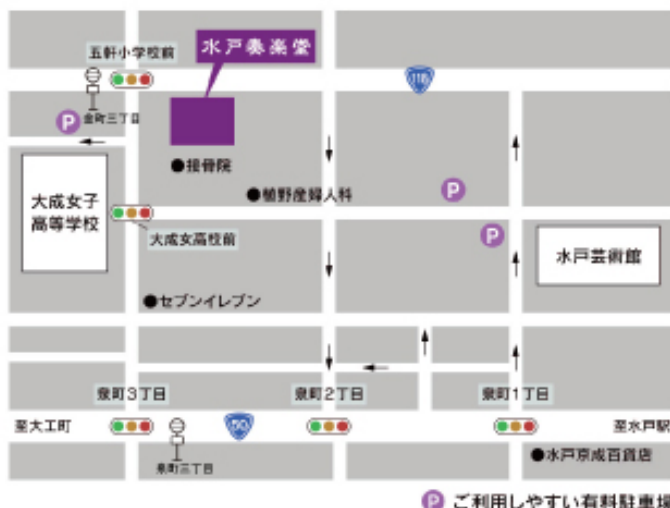 五軒小学校前
水戸奏楽堂
118
P
金町三丁目
接骨院
植野産婦人科
P
大成女子
高等学校
大成女高校前
P
水戸芸術館
セブンイレブン
泉町3丁目
泉町2丁目
泉町1丁目
至大工町
50
至水戸駅
泉町三丁目
水戸京成百貨店
P ご利用しやすい有料駐車場